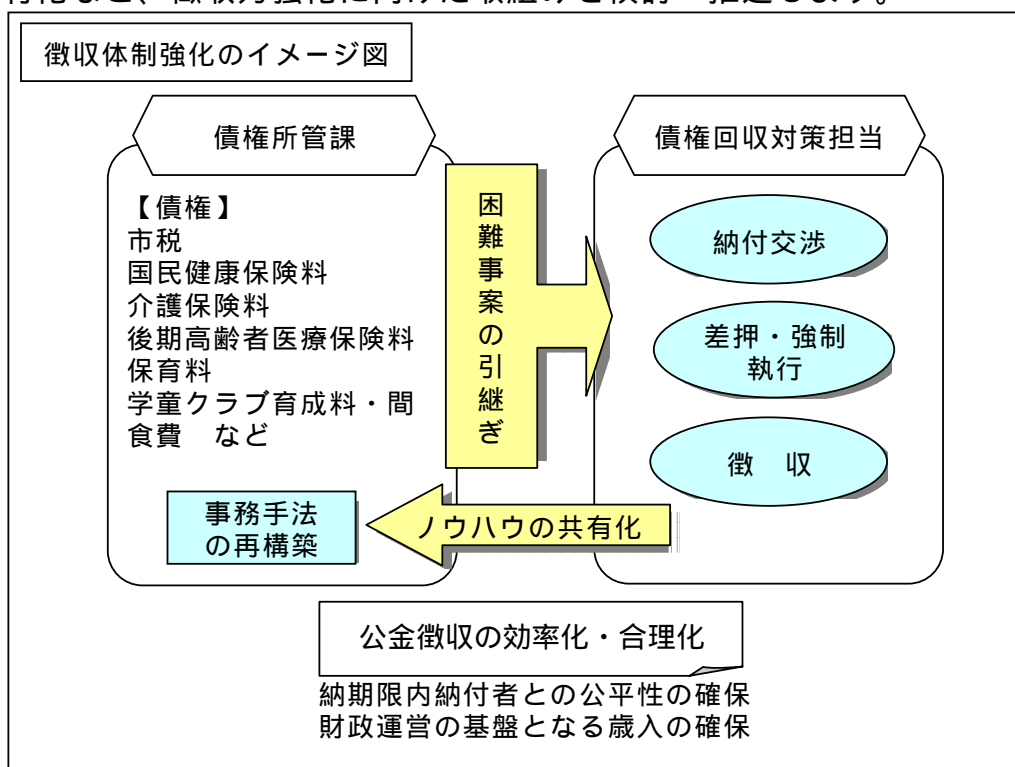 徴収体制強化のイメージ図
債権所管課
【債権】
市税
国民健康保険料
介護保険料
後期高齢者医療保険料
保育料
学童クラブ育成料・間
食費　など
事務手法
の再構築
困難事案の引継ぎ
ノウハウの共有化
債権回収対策担当
納付交渉
差押・強制
執行
徴　収
公金徴収の効率化・合理化
納期限内納付者との公平性の確保
財政運営の基盤となる歳入の確保